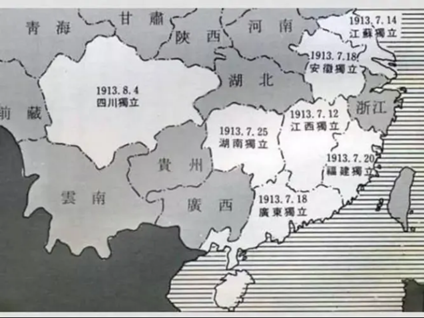 青海
甘肅
陝西
河南
1913.7.14
江蘇獨立
1913.7.18
安徽獨立
1913.8.4
四川獨立
湖北
浙江
前藏
1913.7.12
江西獨立
1913.7.25
湖南獨立
1913.7.20
福建獨立
貴州
雲南
廣西
1913.7.18
廣東獨立